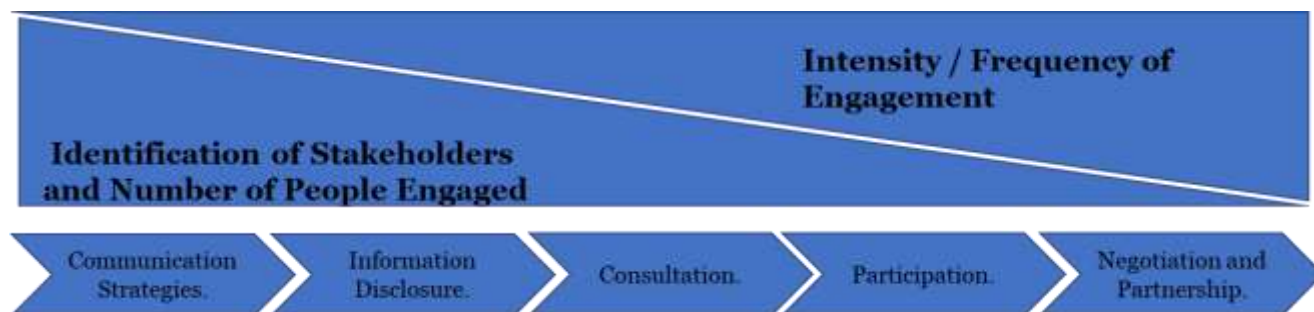 Intensity / Frequency of
Engagement
Identification of Stakeholders
and Number of People Engaged
Communication
Strategies.
Information
Disclosure.
Consultation.
Participation.
Negotiation and
Partnership.